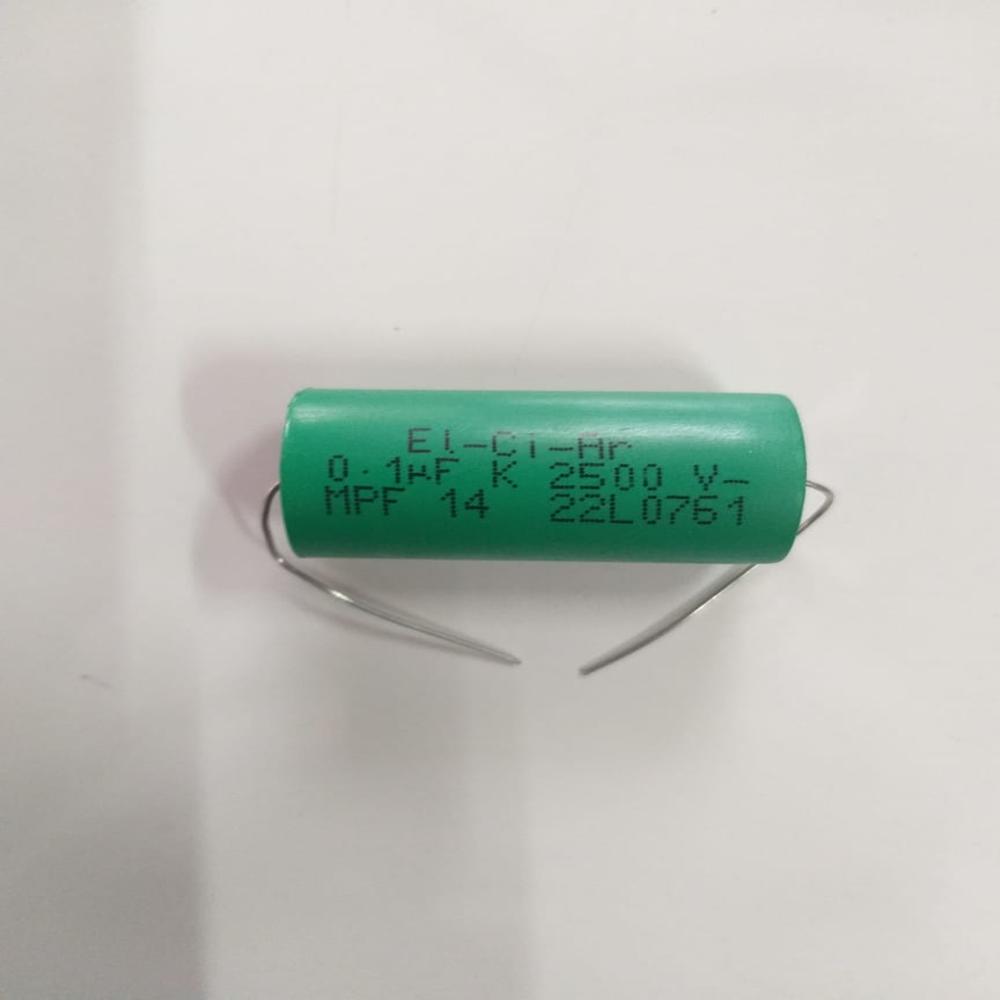 El-Ci-Ar
0.1µF K 2500 V-
MPF 14 22L0761